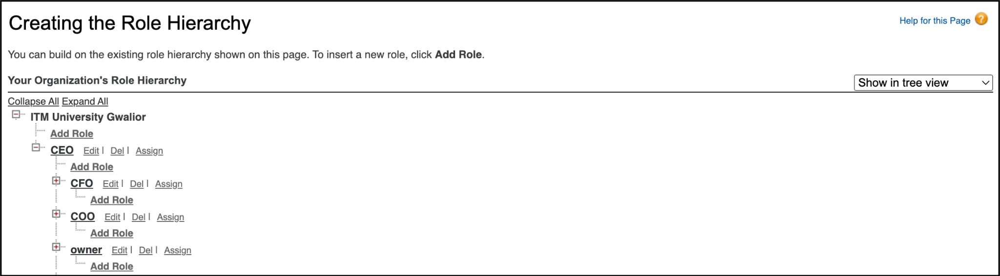 Creating the Role Hierarchy
Help for this Page ?
You can build on the existing role hierarchy shown on this page. To insert a new role, click Add Role.
Your Organization's Role Hierarchy
Show in tree view
Collapse All Expand All
ITM University Gwalior
Add Role
CEO Edit | Del | Assign
Add Role
CFO Edit | Del | Assign
Add Role
COO Edit | Del | Assign
Add Role
owner Edit | Del | Assign
Add Role